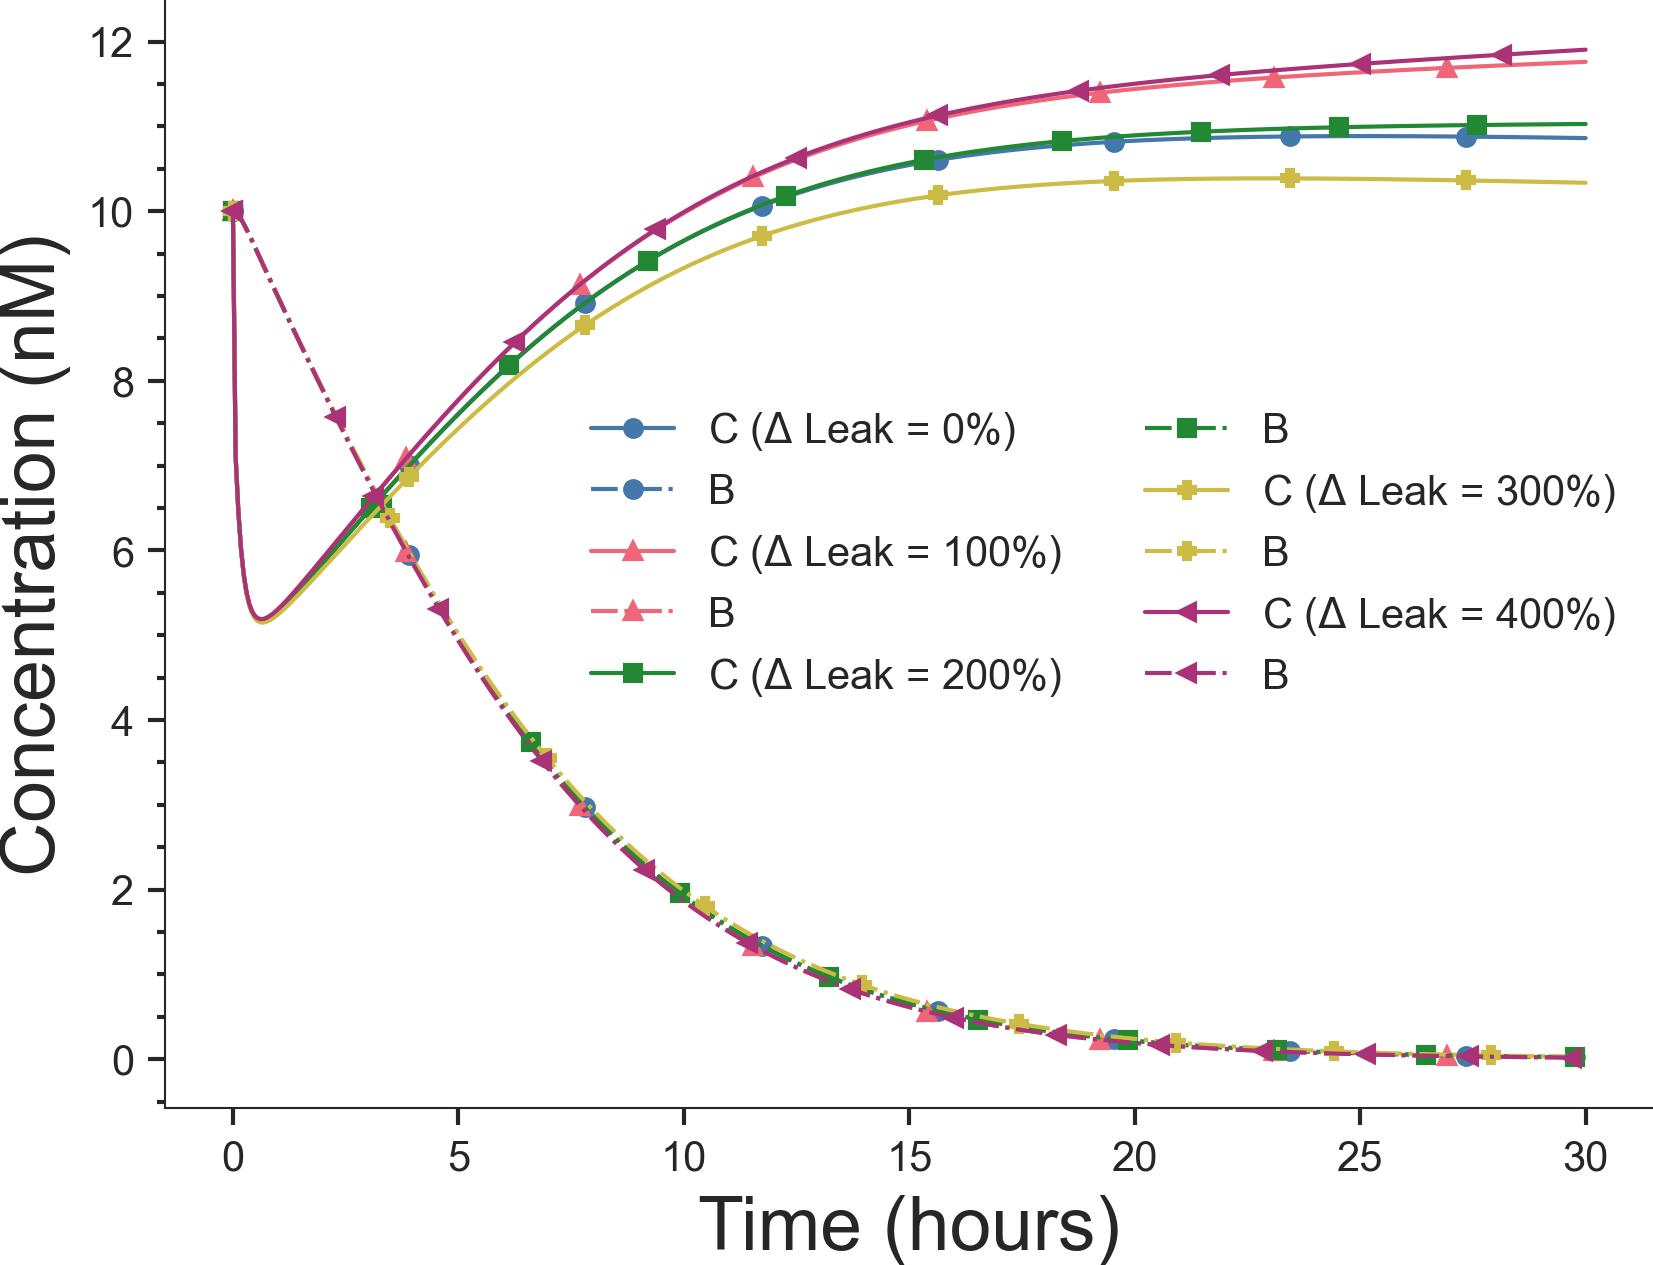 Concentration (nM)
12
10
8
6
4
2
0
C (Δ Leak = 0%)
B
C (Δ Leak = 100%)
B
C (Δ Leak = 200%)
B
C (Δ Leak = 300%)
B
C (Δ Leak = 400%)
B
0 5 10 15 20 25 30
Time (hours)